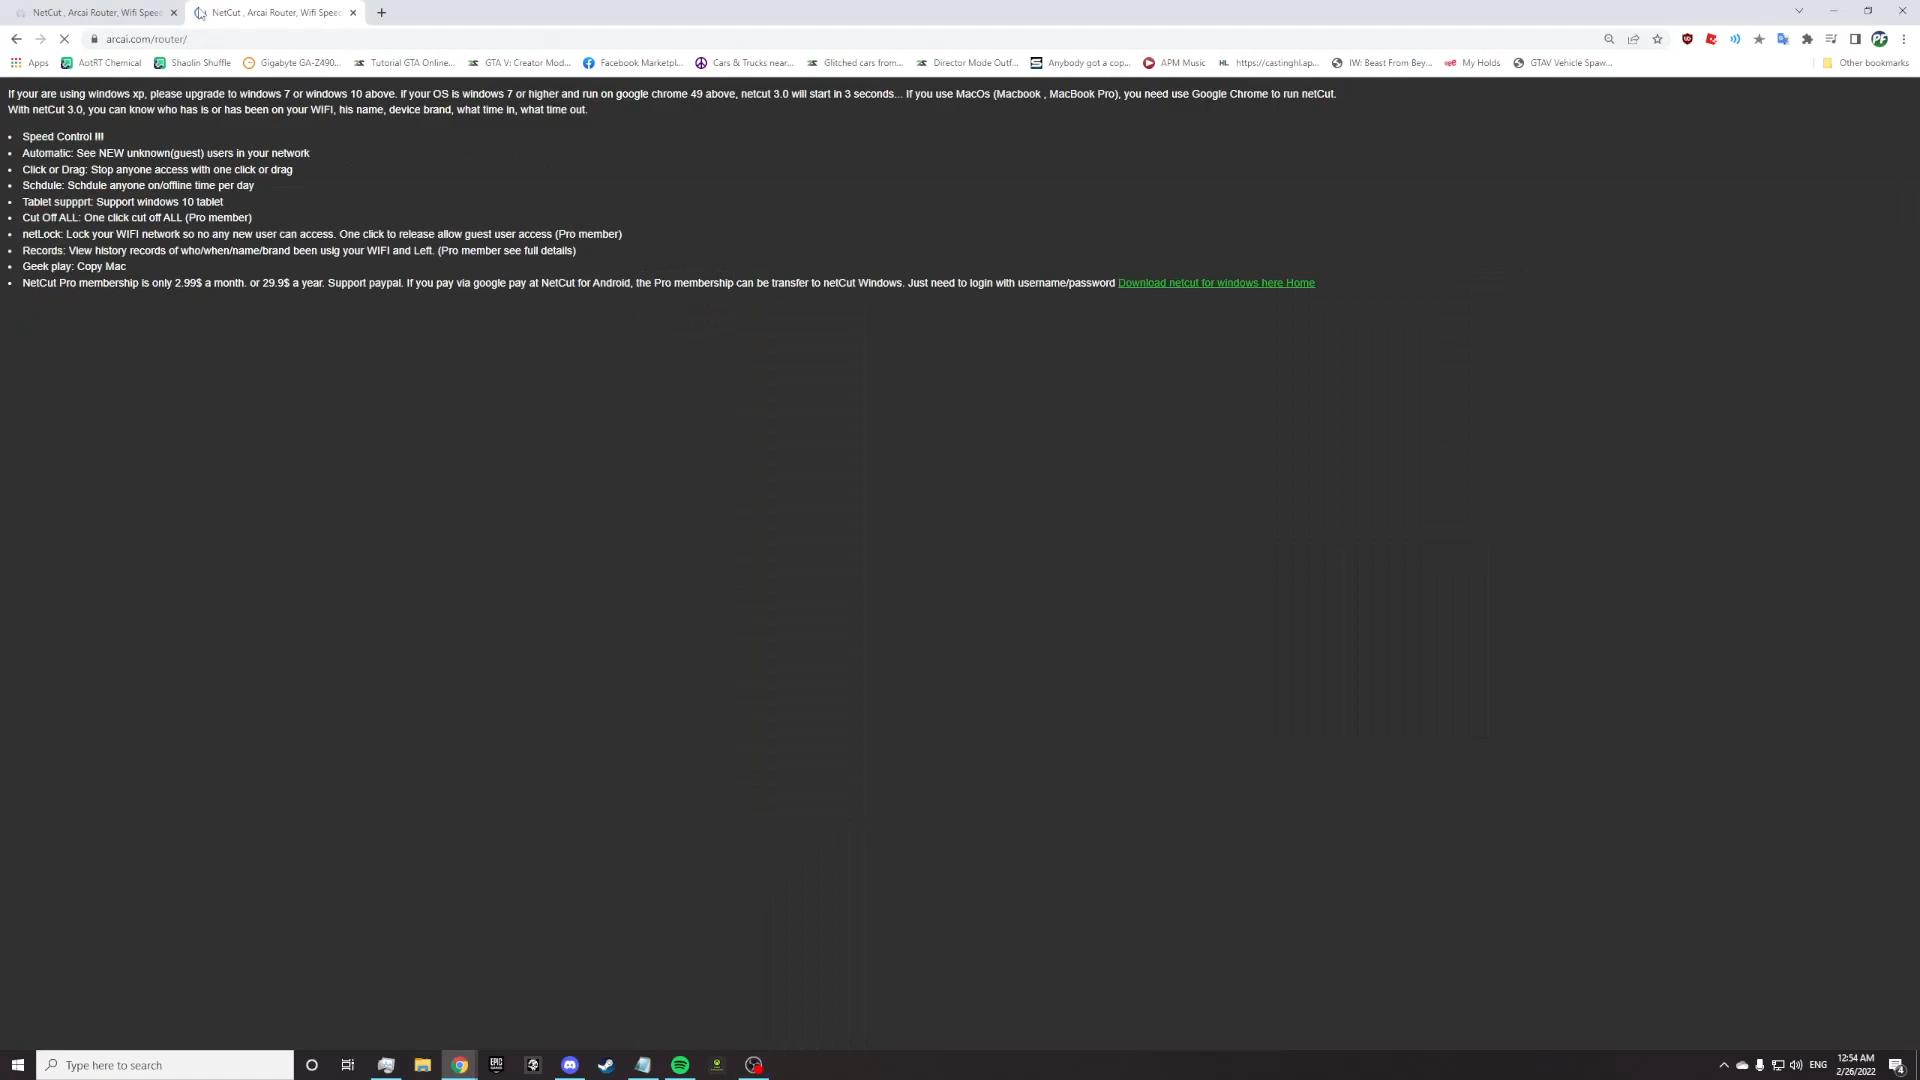 NetCut , Arcai Router, Wifi Spee
NetCut , Arcai Router, Wifi Spee
arcai.com/router/
Apps
AotRT Chemical
Shaolin Shuffle
Gigabyte GA-Z490...
Tutorial GTA Online...
GTA V: Creator Mod...
Facebook Marketpl...
Cars & Trucks near...
Glitched cars from...
Director Mode Outf...
Anybody got a cop...
APM Music
HL https://castinghl.ap...
IW: Beast From Bey...
My Holds
GTAV Vehicle Spaw...
Other bookmarks
If your are using windows xp, please upgrade to windows 7 or windows 10 above. if your OS is windows 7 or higher and run on google chrome 49 above, netcut 3.0 will start in 3 seconds... If you use MacOs (Macbook , MacBook Pro), you need use Google Chrome to run netCut.
With netCut 3.0, you can know who has is or has been on your WIFI, his name, device brand, what time in, what time out.
• Speed Control !!!
• Automatic: See NEW unknown(guest) users in your network
• Click or Drag: Stop anyone access with one click or drag
• Schdule: Schdule anyone on/offline time per day
• Tablet suppprt: Support windows 10 tablet
• Cut Off ALL: One click cut off ALL (Pro member)
• netLock: Lock your WIFI network so no any new user can access. One click to release allow guest user access (Pro member)
• Records: View history records of who/when/name/brand been usig your WIFI and Left. (Pro member see full details)
• Geek play: Copy Mac
• NetCut Pro membership is only 2.99$ a month. or 29.9$ a year. Support paypal. If you pay via google pay at NetCut for Android, the Pro membership can be transfer to netCut Windows. Just need to login with username/password Download netcut for windows here Home
Type here to search
EPIC GAMES
ENG
12:54 AM
2/26/2022
4